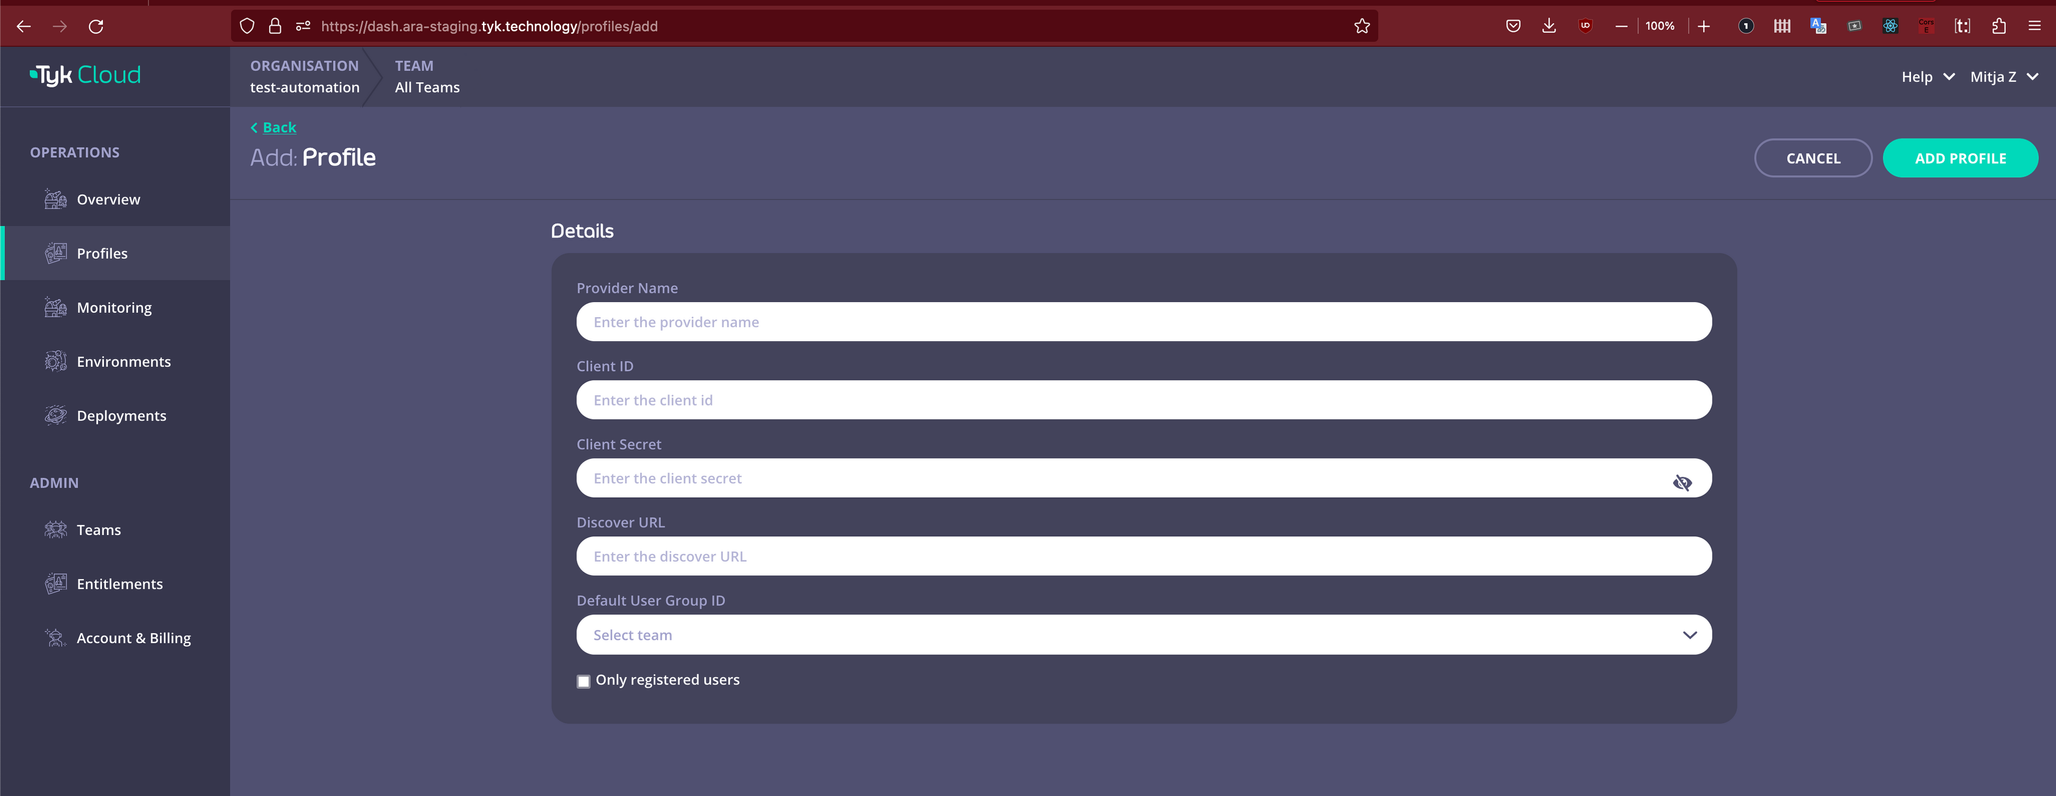 https://dash.ara-staging.tyk.technology/profiles/add
100%
Tyk Cloud
ORGANISATION
test-automation
TEAM
All Teams
Help
Mitja Z
OPERATIONS
Overview
Profiles
Monitoring
Environments
Deployments
ADMIN
Teams
Entitlements
Account & Billing
Back
Add: Profile
CANCEL
ADD PROFILE
Details
Provider Name
Enter the provider name
Client ID
Enter the client id
Client Secret
Enter the client secret
Discover URL
Enter the discover URL
Default User Group ID
Select team
Only registered users